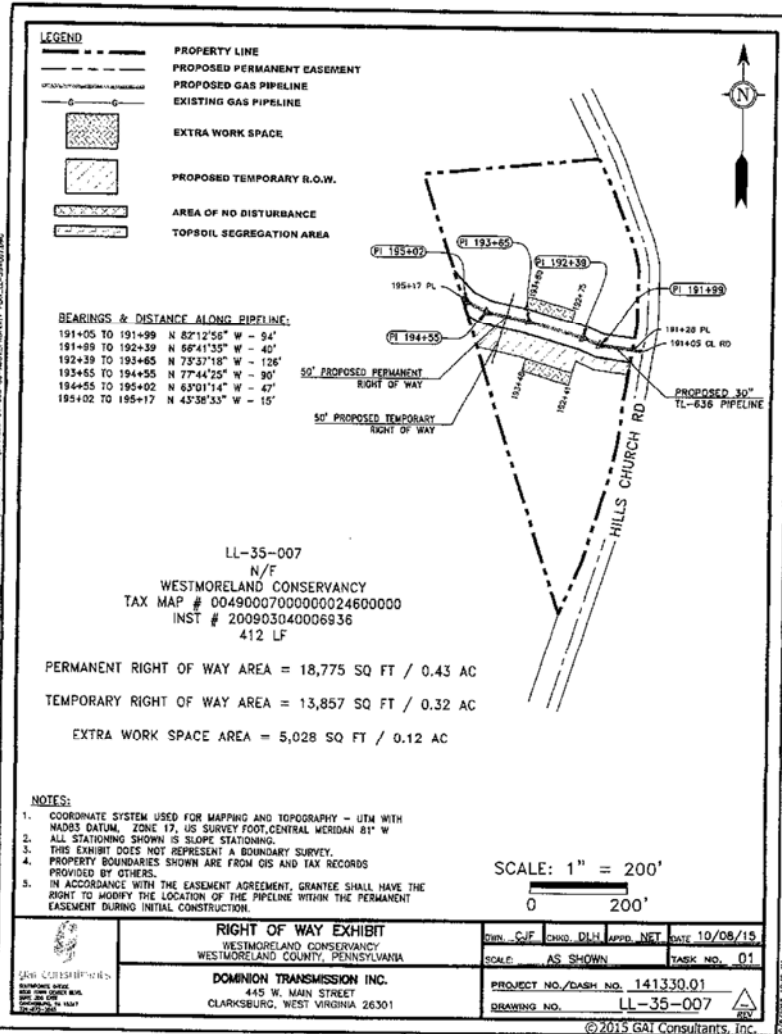 LEGEND
PROPERTY LINE
PROPOSED PERMANENT EASEMENT
PROPOSED GAS PIPELINE
G G
EXISTING GAS PIPELINE
EXTRA WORK SPACE
PROPOSED TEMPORARY R.O.W.
AREA OF NO DISTURBANCE
TOPSOIL SEGREGATION AREA
N
PI 195+02
PI 193+65
PI 192+39
PI 191+99
195+17 PL
193+60
192+75
PI 194+55
191+28 PL
191+05 CL RD
50' PROPOSED PERMANENT
RIGHT OF WAY
50' PROPOSED TEMPORARY
RIGHT OF WAY
192+41
PROPOSED 30"
TL-636 PIPELINE
HILLS CHURCH RD
BEARINGS & DISTANCE ALONG PIPELINE:
191+05 TO 191+99 N 82°12'56" W - 94'
191+99 TO 192+39 N 66°41'35" W - 40'
192+39 TO 193+65 N 73°37'18" W - 126'
193+65 TO 194+55 N 77°44'25" W - 90'
194+55 TO 195+02 N 63°01'14" W - 47'
195+02 TO 195+17 N 43°38'33" W - 15'
LL-35-007
N/F
WESTMORELAND CONSERVANCY
TAX MAP # 00490007000000024600000
INST # 200903040006936
412 LF
PERMANENT RIGHT OF WAY AREA = 18,775 SQ FT / 0.43 AC
TEMPORARY RIGHT OF WAY AREA = 13,857 SQ FT / 0.32 AC
EXTRA WORK SPACE AREA = 5,028 SQ FT / 0.12 AC
NOTES:
1. COORDINATE SYSTEM USED FOR MAPPING AND TOPOGRAPHY - UTM WITH
NAD83 DATUM, ZONE 17, US SURVEY FOOT,CENTRAL MERIDIAN 81° W
2. ALL STATIONING SHOWN IS SLOPE STATIONING.
3. THIS EXHIBIT DOES NOT REPRESENT A BOUNDARY SURVEY.
4. PROPERTY BOUNDARIES SHOWN ARE FROM GIS AND TAX RECORDS
PROVIDED BY OTHERS.
5. IN ACCORDANCE WITH THE EASEMENT AGREEMENT, GRANTEE SHALL HAVE THE
RIGHT TO MODIFY THE LOCATION OF THE PIPELINE WITHIN THE PERMANENT
EASEMENT DURING INITIAL CONSTRUCTION.
SCALE: 1" = 200'
0 200'
gai consultants
RIGHT OF WAY EXHIBIT
WESTMORELAND CONSERVANCY
WESTMORELAND COUNTY, PENNSYLVANIA
DOMINION TRANSMISSION INC.
445 W. MAIN STREET
CLARKSBURG, WEST VIRGINIA 26301
DWN. CJF CHKD. DLH APPD. NET DATE 10/08/15
SCALE: AS SHOWN TASK NO. 01
PROJECT NO./DASH NO. 141330.01
DRAWING NO. LL-35-007
REV
©2015 GAI Consultants, Inc.